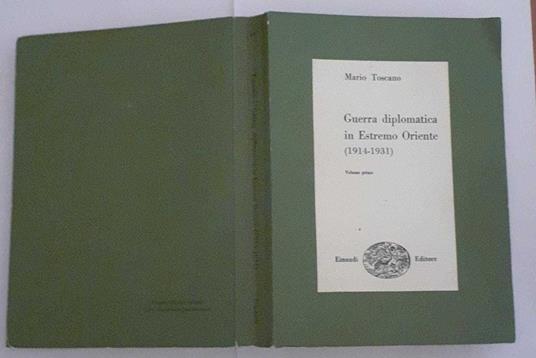 Mario Toscano
Guerra diplomatica
in Estremo Oriente
(1914-1931)
Volume primo
Einaudi Editore